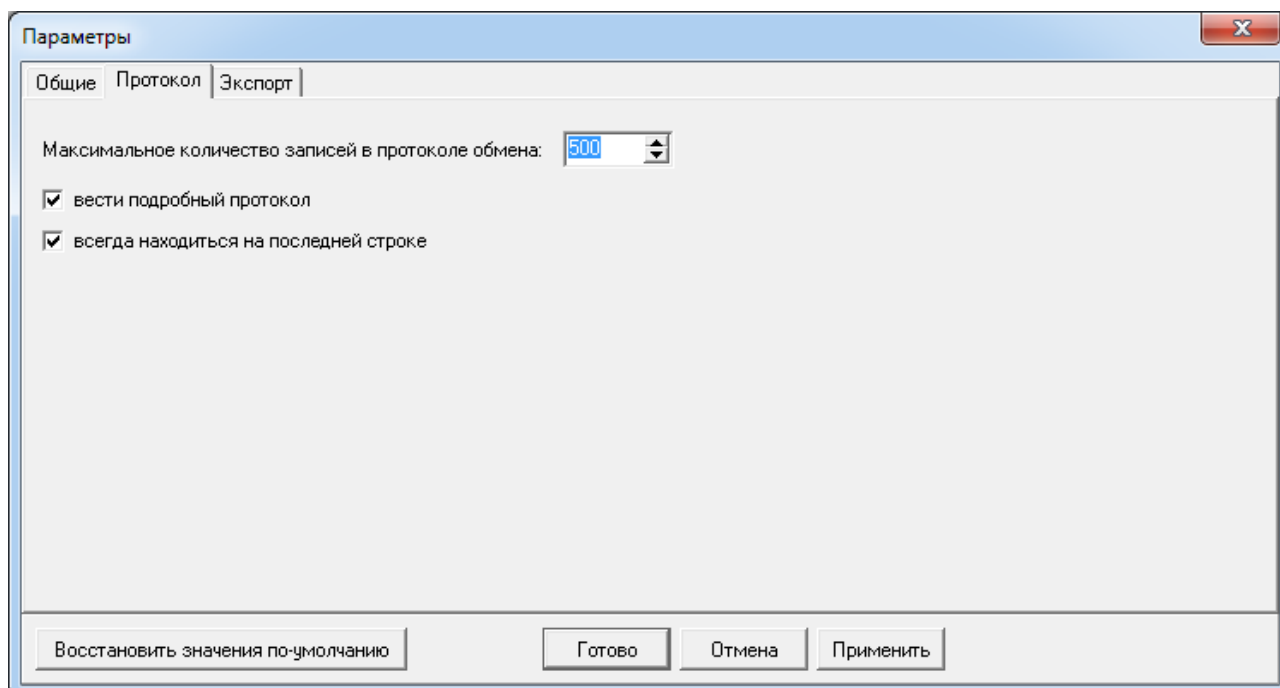 Параметры
Общие Протокол Экспорт
Максимальное количество записей в протоколе обмена: 500
вести подробный протокол
всегда находиться на последней строке
Восстановить значения по-умолчанию Готово Отмена Применить